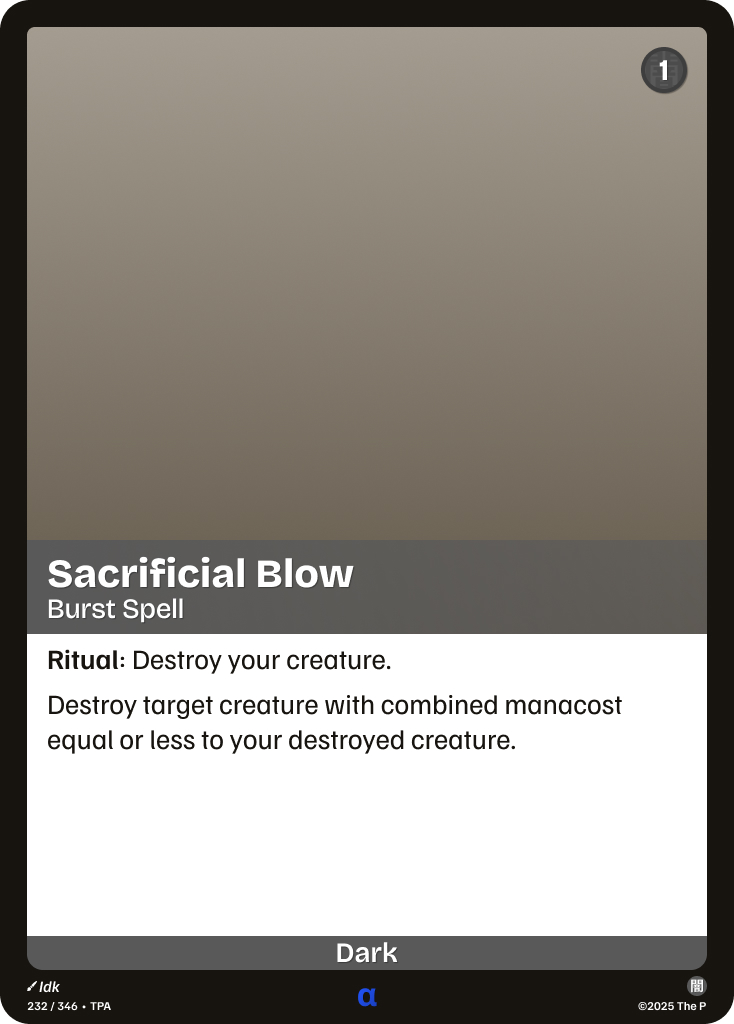 1
Sacrificial Blow
Burst Spell
Ritual: Destroy your creature.
Destroy target creature with combined manacost
equal or less to your destroyed creature.
Dark
Idk
232 / 346 • TPA
α
闇
©2025 The P